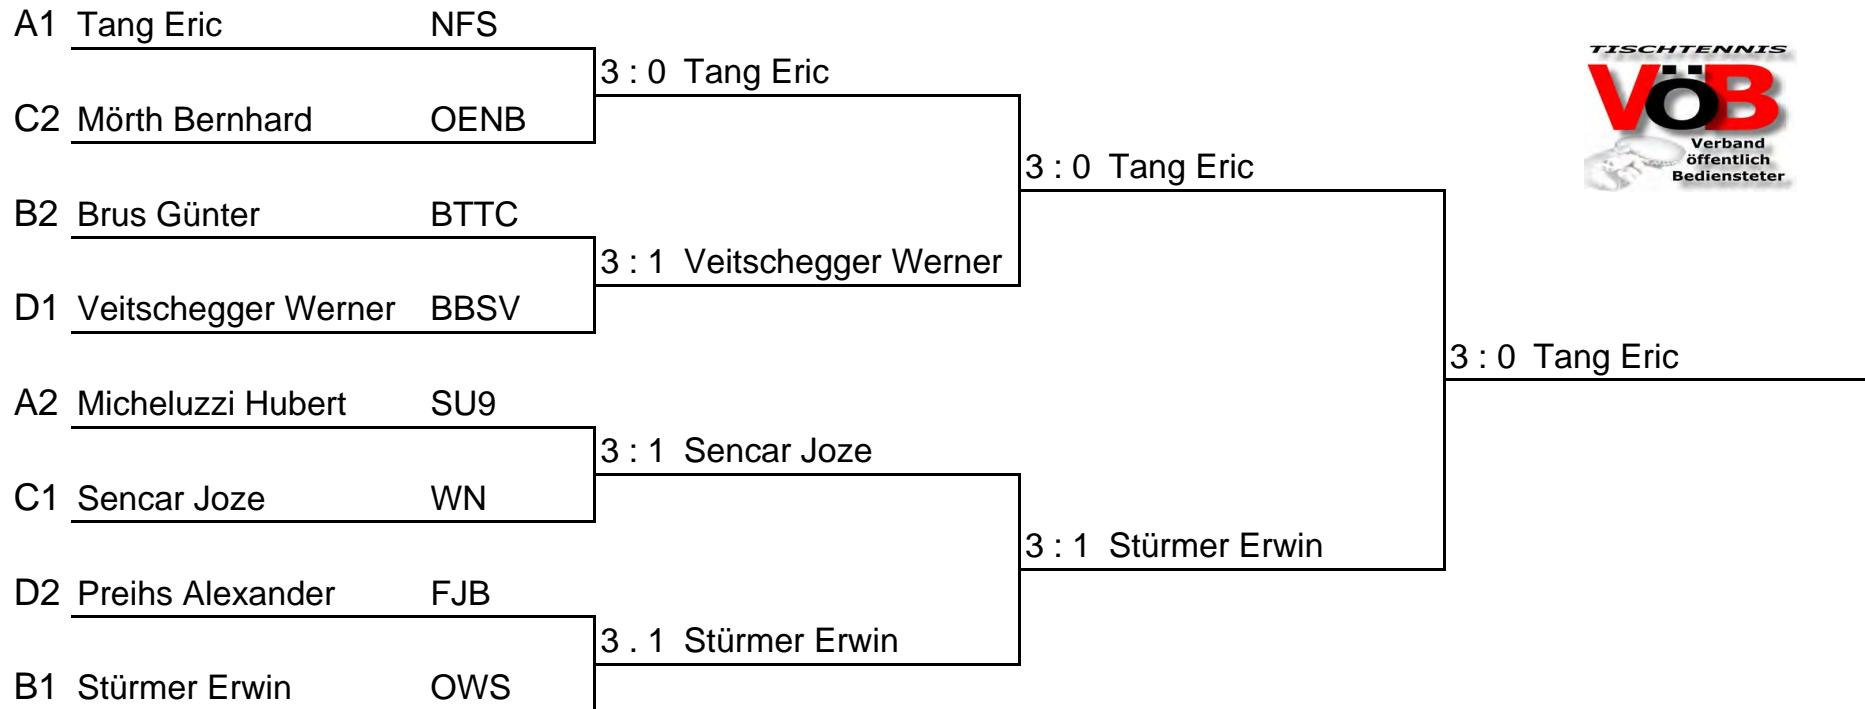 A1 Tang Eric NFS
TISCHTENNIS
3 : 0 Tang Eric
VÖB
C2 Mörth Bernhard OENB
Verband
öffentlich
Bediensteter
3 : 0 Tang Eric
B2 Brus Günter BTTC
3 : 1 Veitschegger Werner
D1 Veitschegger Werner BBSV
3 : 0 Tang Eric
A2 Micheluzzi Hubert SU9
3 : 1 Sencar Joze
C1 Sencar Joze WN
3 : 1 Stürmer Erwin
D2 Preihs Alexander FJB
3 . 1 Stürmer Erwin
B1 Stürmer Erwin OWS